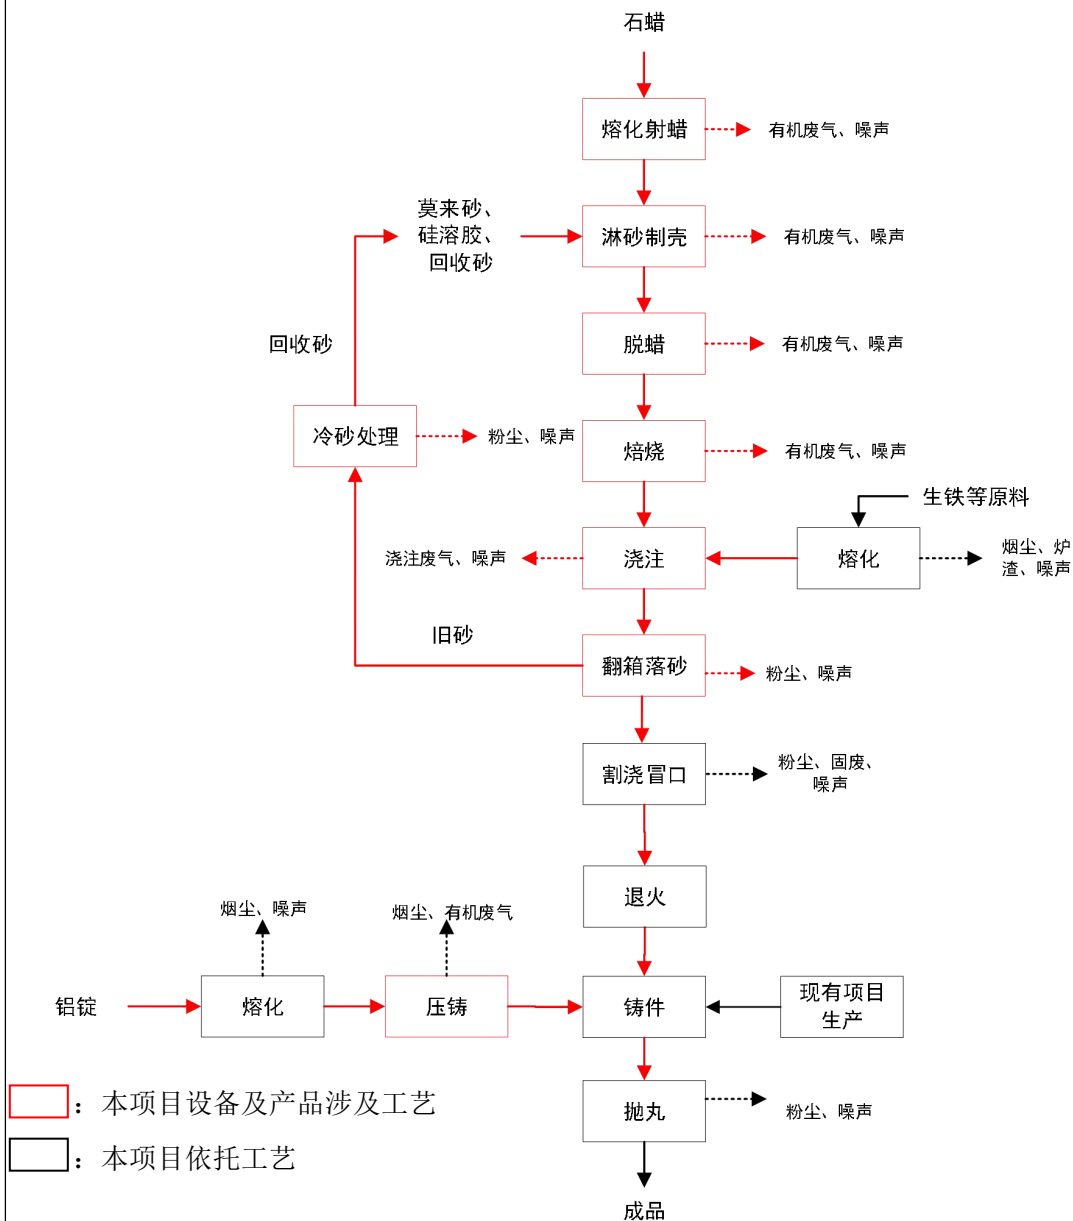 石蜡
熔化射蜡
有机废气、噪声
莫来砂、
硅溶胶、
回收砂
淋砂制壳
有机废气、噪声
回收砂
脱蜡
有机废气、噪声
冷砂处理
粉尘、噪声
焙烧
有机废气、噪声
生铁等原料
浇注废气、噪声
浇注
熔化
烟尘、炉
渣、噪声
旧砂
翻箱落砂
粉尘、噪声
割浇冒口
粉尘、固废、
噪声
退火
烟尘、噪声
烟尘、有机废气
铝锭
熔化
压铸
铸件
现有项目
生产
：本项目设备及产品涉及工艺
抛丸
粉尘、噪声
：本项目依托工艺
成品